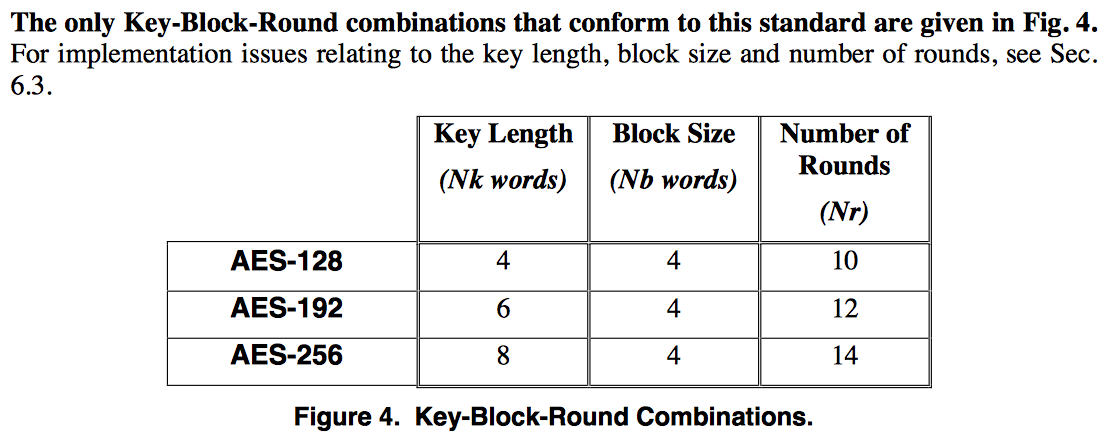 The only Key-Block-Round combinations that conform to this standard are given in Fig. 4.
For implementation issues relating to the key length, block size and number of rounds, see Sec.
6.3.
Key Length Block Size Number of
Rounds
(Nk words) (Nb words)
(Nr)
AES-128 4 4 10
AES-192 6 4 12
AES-256 8 4 14
Figure 4. Key-Block-Round Combinations.